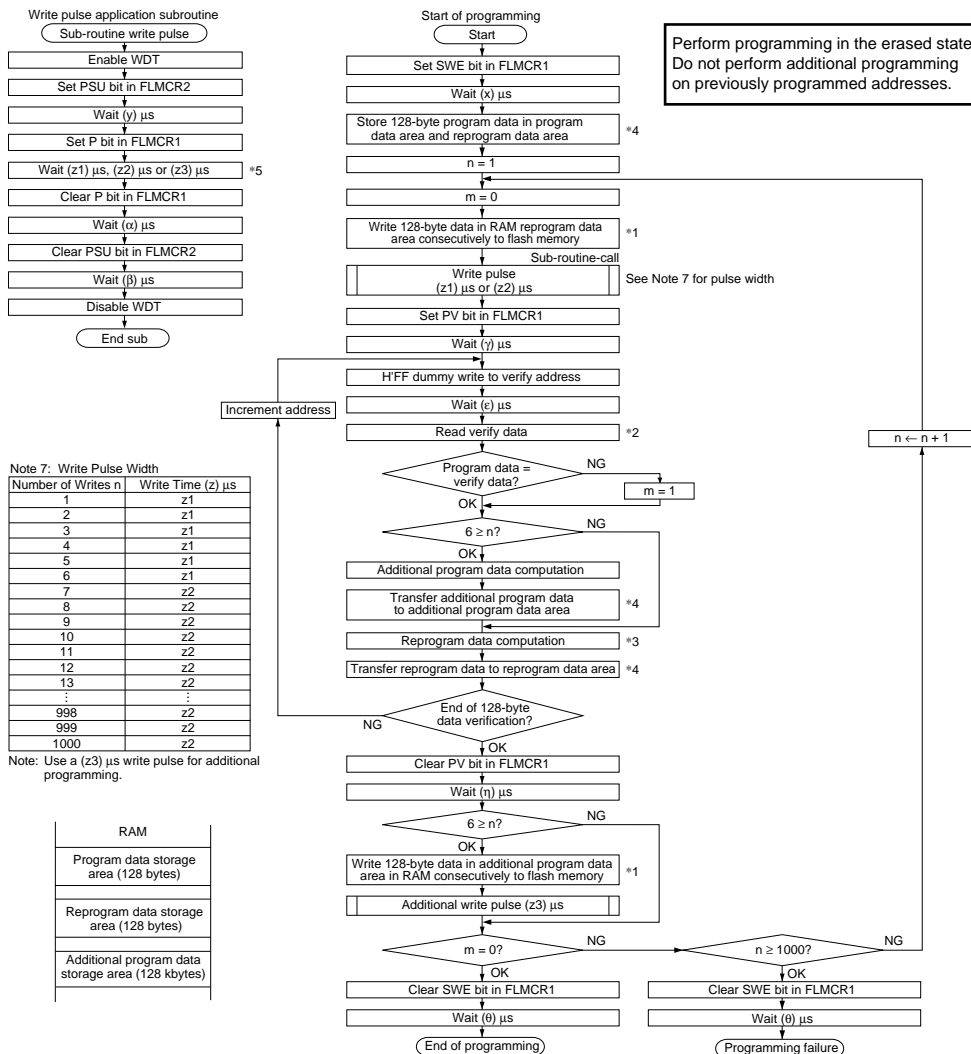 Write pulse application subroutine
Sub-routine write pulse
Enable WDT
Set PSU bit in FLMCR2
Wait (y) µs
Set P bit in FLMCR1
Wait (z1) µs, (z2) µs or (z3) µs
*5
Clear P bit in FLMCR1
Wait (α) µs
Clear PSU bit in FLMCR2
Wait (β) µs
Disable WDT
End sub
Start of programming
Start
Set SWE bit in FLMCR1
Wait (x) µs
Store 128-byte program data in program
data area and reprogram data area
*4
n = 1
m = 0
Write 128-byte data in RAM reprogram data
area consecutively to flash memory
*1
Sub-routine-call
Write pulse
(z1) µs or (z2) µs
See Note 7 for pulse width
Set PV bit in FLMCR1
Wait (γ) µs
H'FF dummy write to verify address
Wait (ε) µs
Read verify data
*2
Increment address
Program data =
verify data?
NG
m = 1
OK
6 ≥ n?
NG
OK
Additional program data computation
Transfer additional program data
to additional program data area
*4
Reprogram data computation
*3
Transfer reprogram data to reprogram data area
*4
End of 128-byte
data verification?
NG
OK
Clear PV bit in FLMCR1
Wait (η) µs
6 ≥ n?
NG
OK
Write 128-byte data in additional program data
area in RAM consecutively to flash memory
*1
Additional write pulse (z3) µs
m = 0?
NG
OK
Clear SWE bit in FLMCR1
Wait (θ) µs
End of programming
n ≥ 1000?
NG
OK
Clear SWE bit in FLMCR1
Wait (θ) µs
Programming failure
n ← n + 1
Perform programming in the erased state.
Do not perform additional programming
on previously programmed addresses.
Note 7: Write Pulse Width
Number of Writes n Write Time (z) µs
1 z1
2 z1
3 z1
4 z1
5 z1
6 z1
7 z2
8 z2
9 z2
10 z2
11 z2
12 z2
13 z2
⋮ ⋮
998 z2
999 z2
1000 z2
Note: Use a (z3) µs write pulse for additional
programming.
RAM
Program data storage
area (128 bytes)
Reprogram data storage
area (128 bytes)
Additional program data
storage area (128 kbytes)